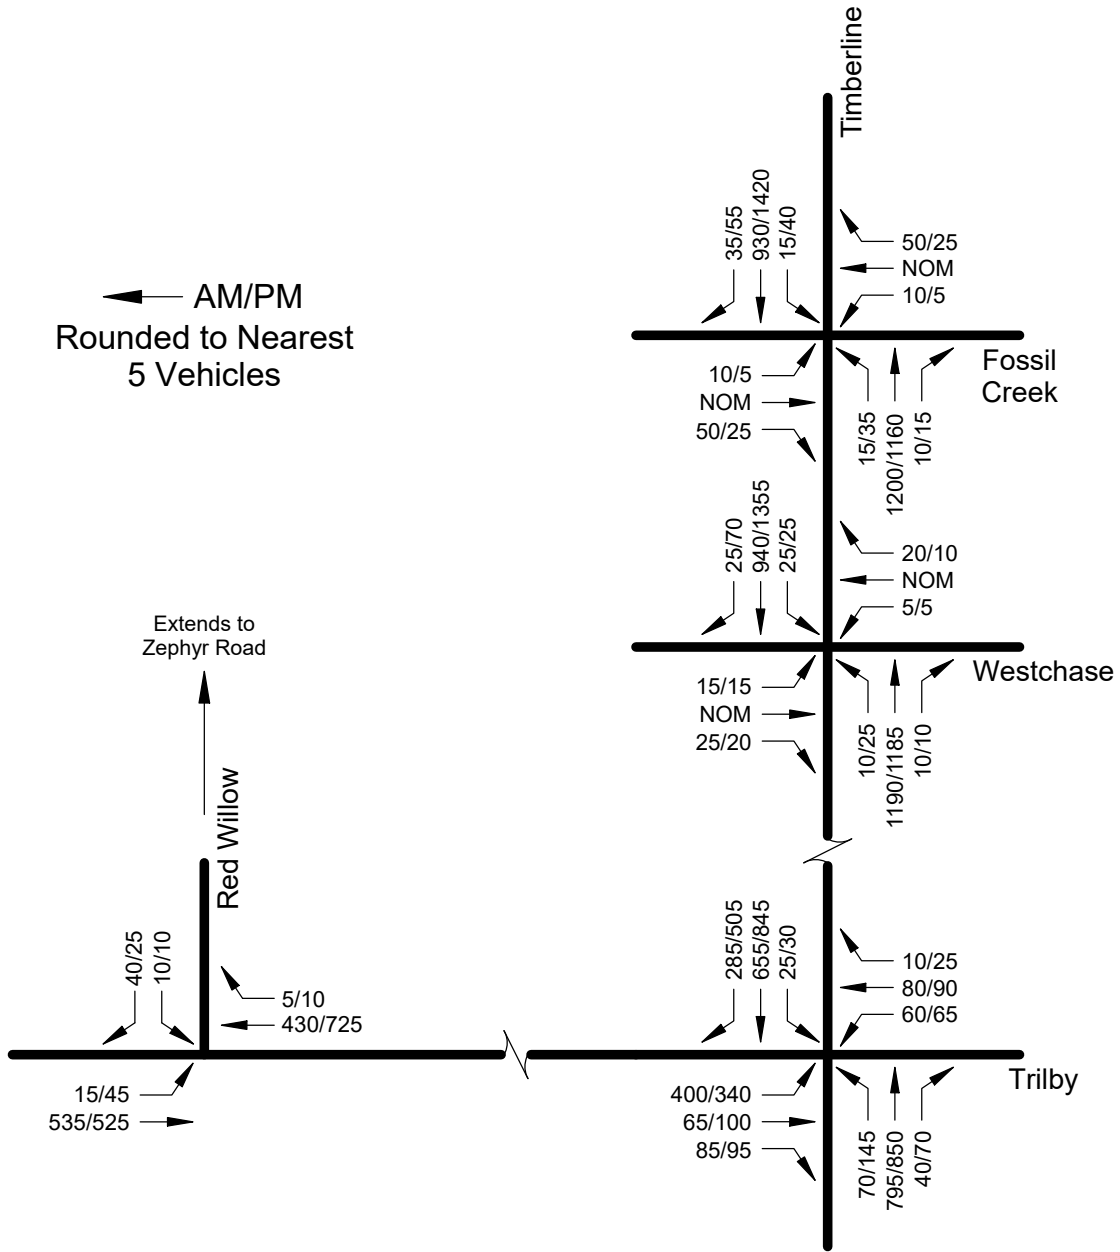 Timberline
35/55
930/1420
15/40
50/25
NOM
10/5
AM/PM
Rounded to Nearest
5 Vehicles
Fossil
Creek
10/5
NOM
50/25
15/35
1200/1160
10/15
25/70
940/1355
25/25
20/10
NOM
5/5
Westchase
15/15
NOM
25/20
10/25
1190/1185
10/10
Extends to
Zephyr Road
Red Willow
40/25
10/10
5/10
430/725
15/45
535/525
285/505
655/845
25/30
10/25
80/90
60/65
Trilby
400/340
65/100
85/95
70/145
795/850
40/70